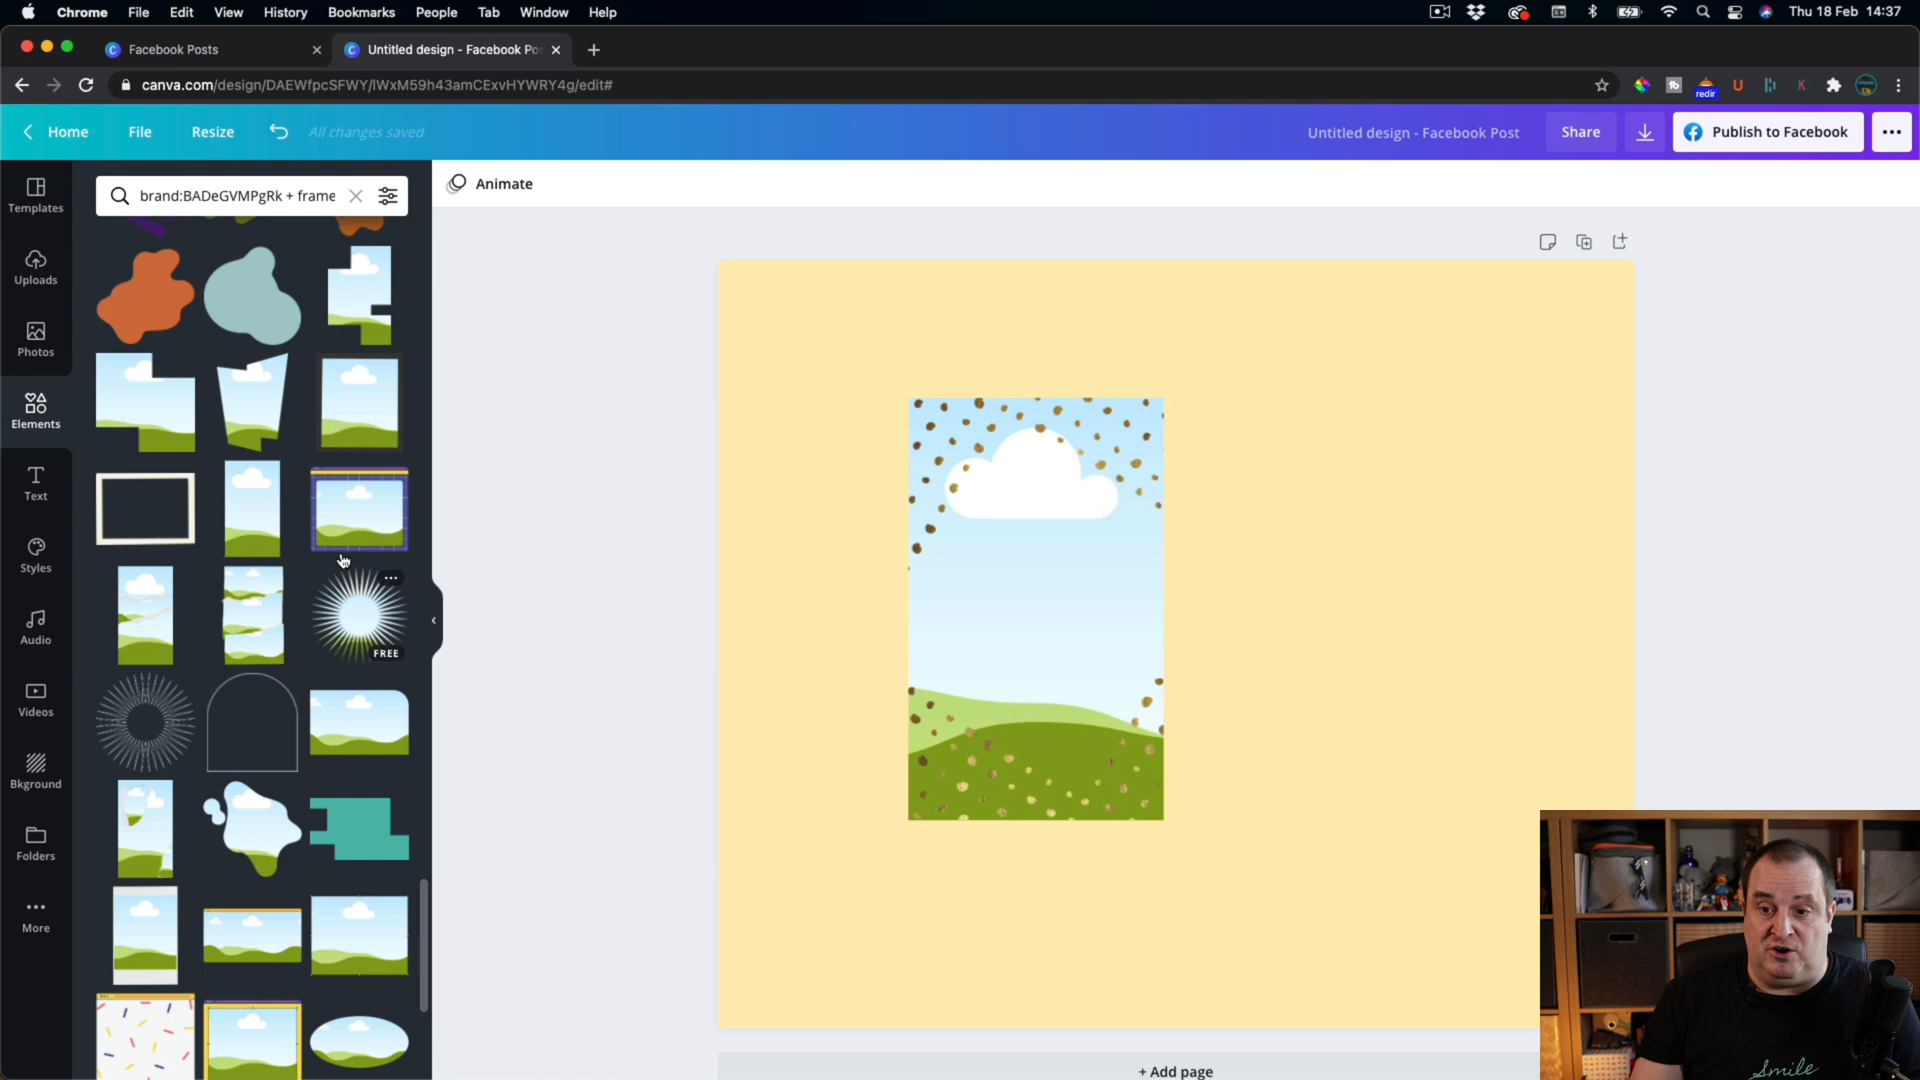 Chrome File Edit View History Bookmarks People Tab Window Help
Thu 18 Feb 14:37
Facebook Posts
Untitled design - Facebook Po
canva.com/design/DAEWfpcSFWY/lWxM59h43amCExvHYWRY4g/edit#
redir
Home File Resize All changes saved
Untitled design - Facebook Post
Share
Publish to Facebook
Templates
brand:BADeGVMPgRk + frame
Animate
Uploads
Photos
Elements
Text
Styles
FREE
Audio
Videos
Bkground
Folders
More
+ Add page
Smile